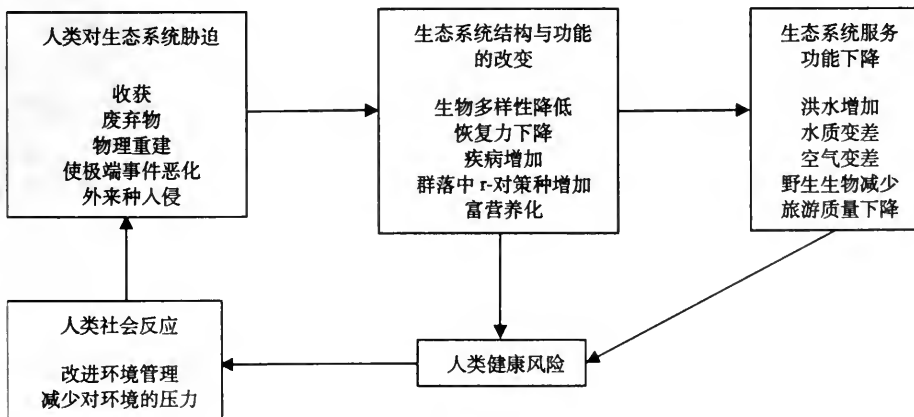 人类对生态系统胁迫
收获
废弃物
物理重建
使极端事件恶化
外来种人侵
生态系统结构与功能
的改变
生物多样性降低
恢复力下降
疾病增加
群落中 r-对策种增加
富营养化
生态系统服务
功能下降
洪水增加
水质变差
空气变差
野生生物减少
旅游质量下降
人类社会反应
改进环境管理
减少对环境的压力
人类健康风险